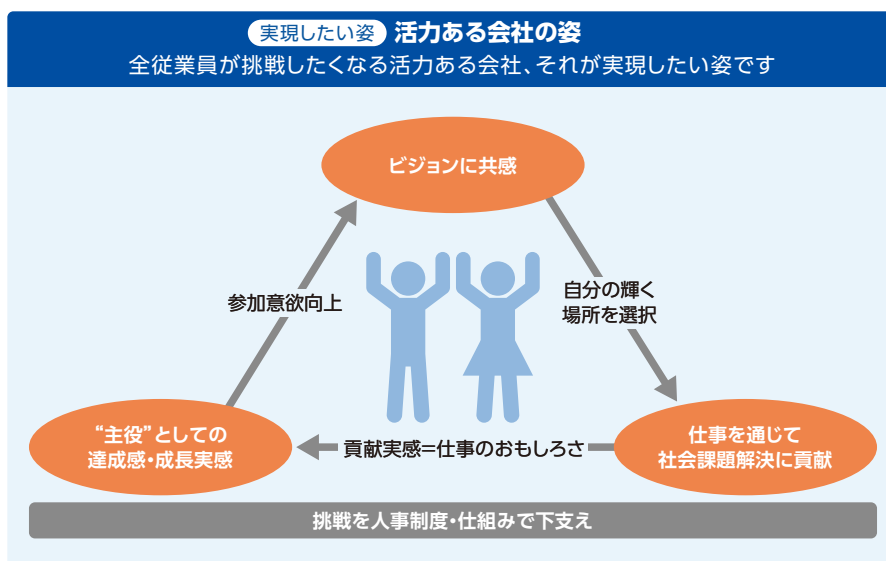 実現したい姿 活力ある会社の姿
全従業員が挑戦したくなる活力ある会社、それが実現したい姿です
ビジョンに共感
参加意欲向上
自分の輝く
場所を選択
“主役”としての
達成感・成長実感
貢献実感=仕事のおもしろさ
仕事を通じて
社会課題解決に貢献
挑戦を人事制度・仕組みで下支え